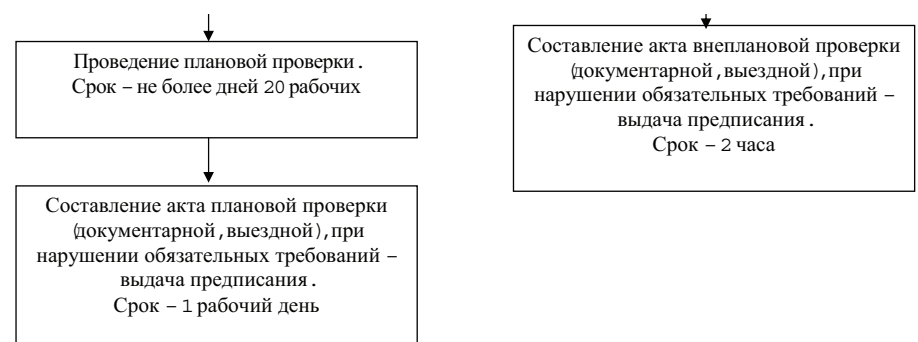 Проведение плановой проверки.
Срок – не более дней 20 рабочих
Составление акта плановой проверки
(документарной,выездной),при
нарушении обязательных требований –
выдача предписания.
Срок – 1 рабочий день
Составление акта внеплановой проверки
(документарной,выездной),при
нарушении обязательных требований –
выдача предписания.
Срок – 2 часа